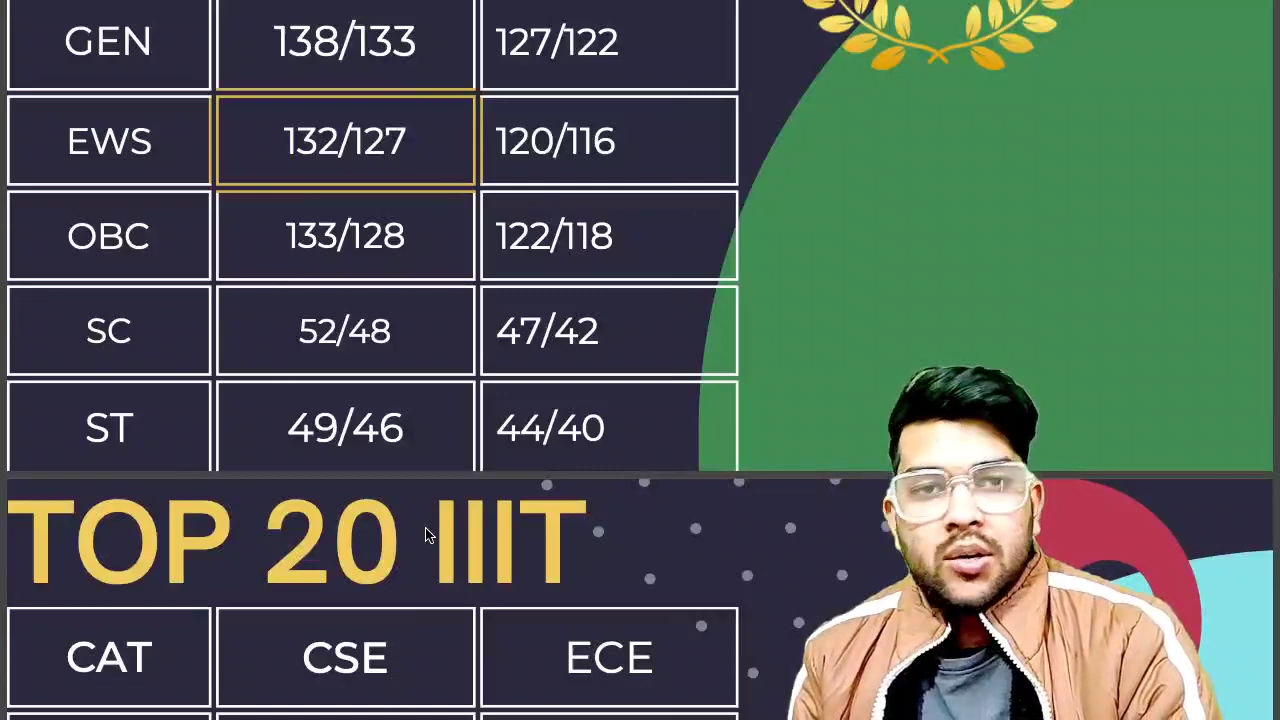 GEN 138/133 127/122
EWS 132/127 120/116
OBC 133/128 122/118
SC 52/48 47/42
ST 49/46 44/40
TOP 20 IIIT
CAT CSE ECE